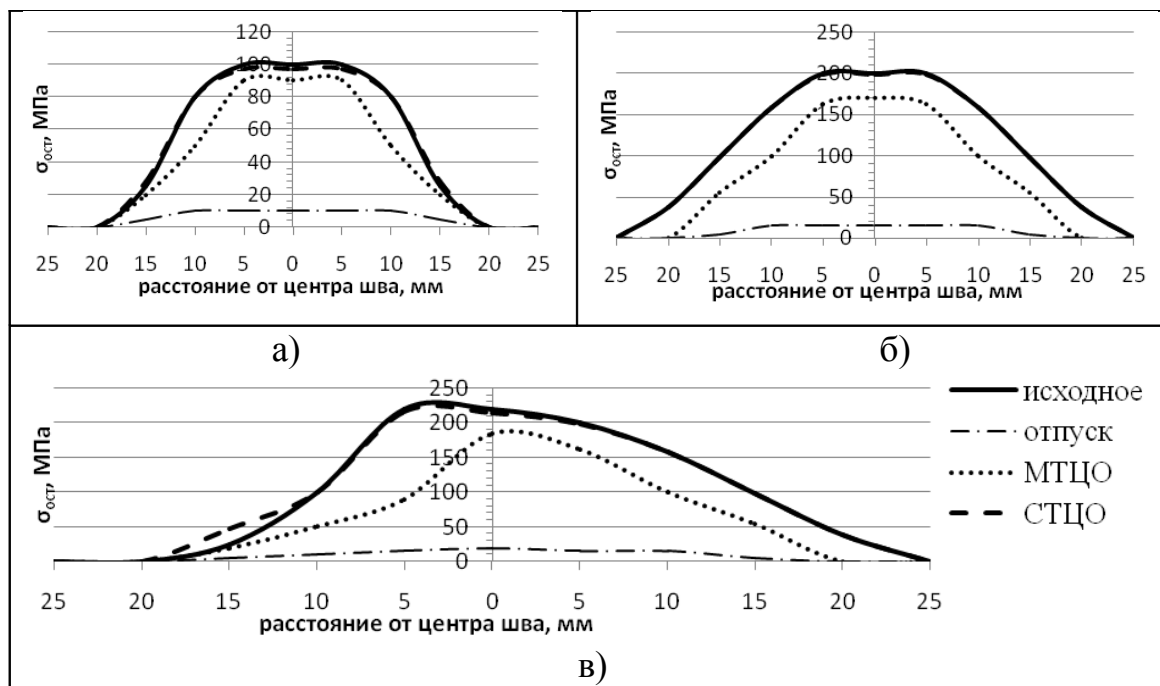 σост, МПа
120
100
80
60
40
20
0
25 20 15 10 5 0 5 10 15 20 25
расстояние от центра шва, мм
а)
σост, МПа
250
200
150
100
50
0
25 20 15 10 5 0 5 10 15 20 25
расстояние от центра шва, мм
б)
σост, МПа
250
200
150
100
50
0
25 20 15 10 5 0 5 10 15 20 25
расстояние от центра шва, мм
исходное
отпуск
МТЦО
СТЦО
в)